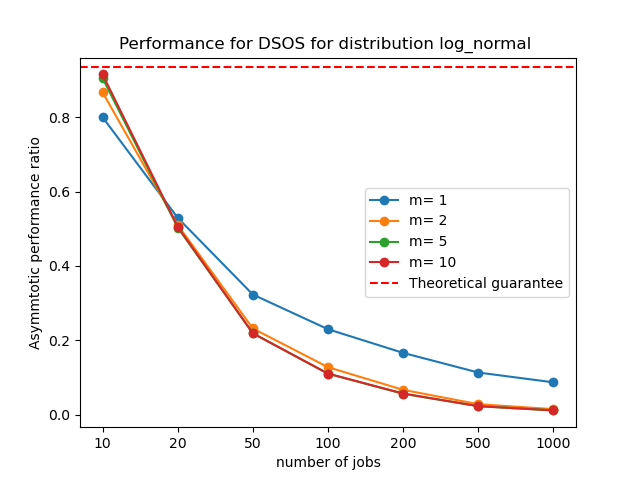 Performance for DSOS for distribution log_normal
Asymmtotic performance ratio
0.8
0.6
0.4
0.2
0.0
m= 1
m= 2
m= 5
m= 10
Theoretical guarantee
10 20 50 100 200 500 1000
number of jobs